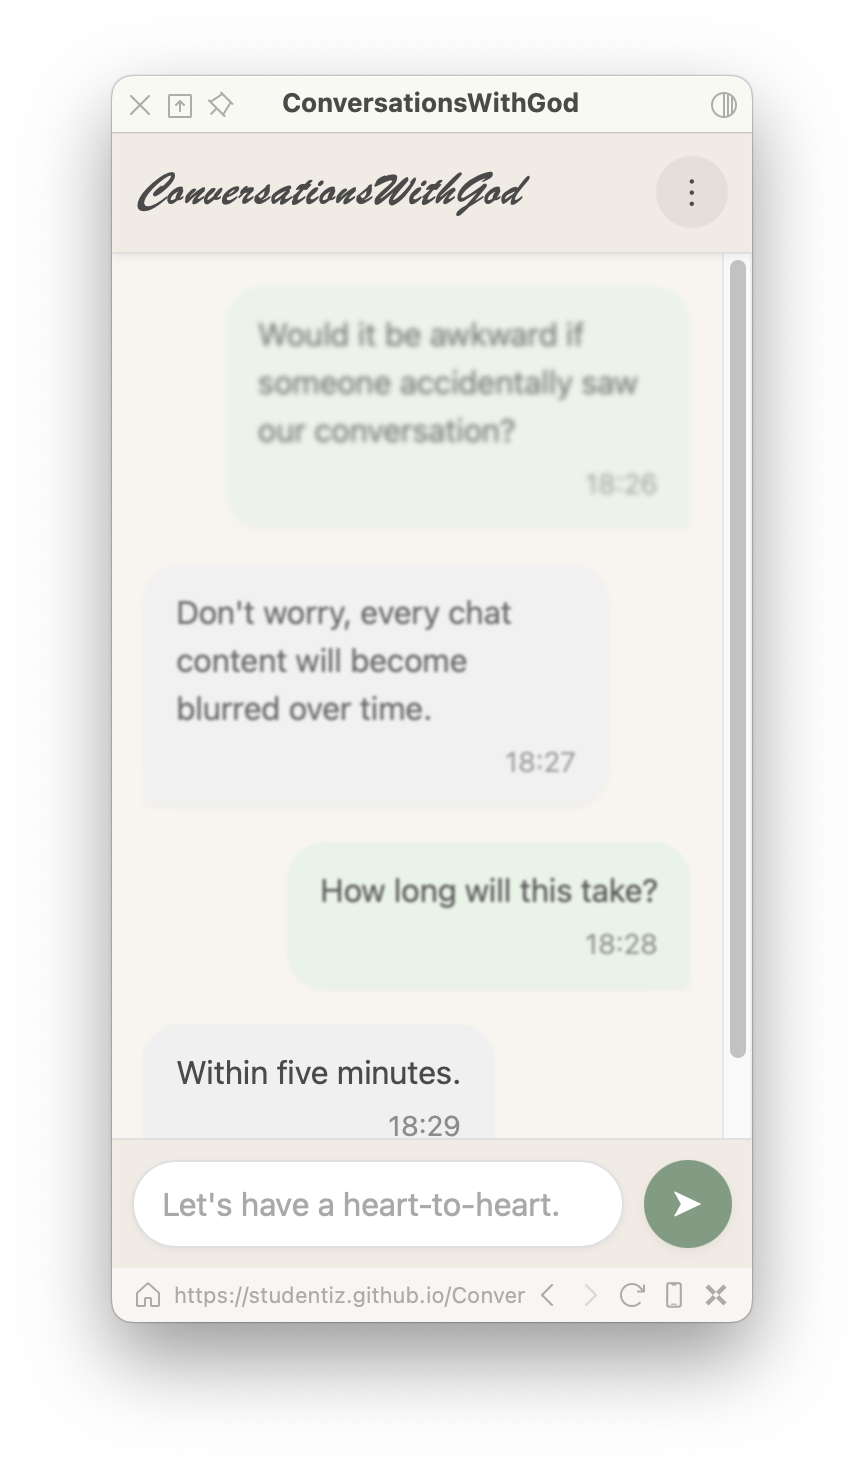 ConversationsWithGod
ConversationsWithGod
Would it be awkward if
someone accidentally saw
our conversation?
18:26
Don't worry, every chat
content will become
blurred over time.
18:27
How long will this take?
18:28
Within five minutes.
18:29
Let's have a heart-to-heart.
https://studentiz.github.io/Conver